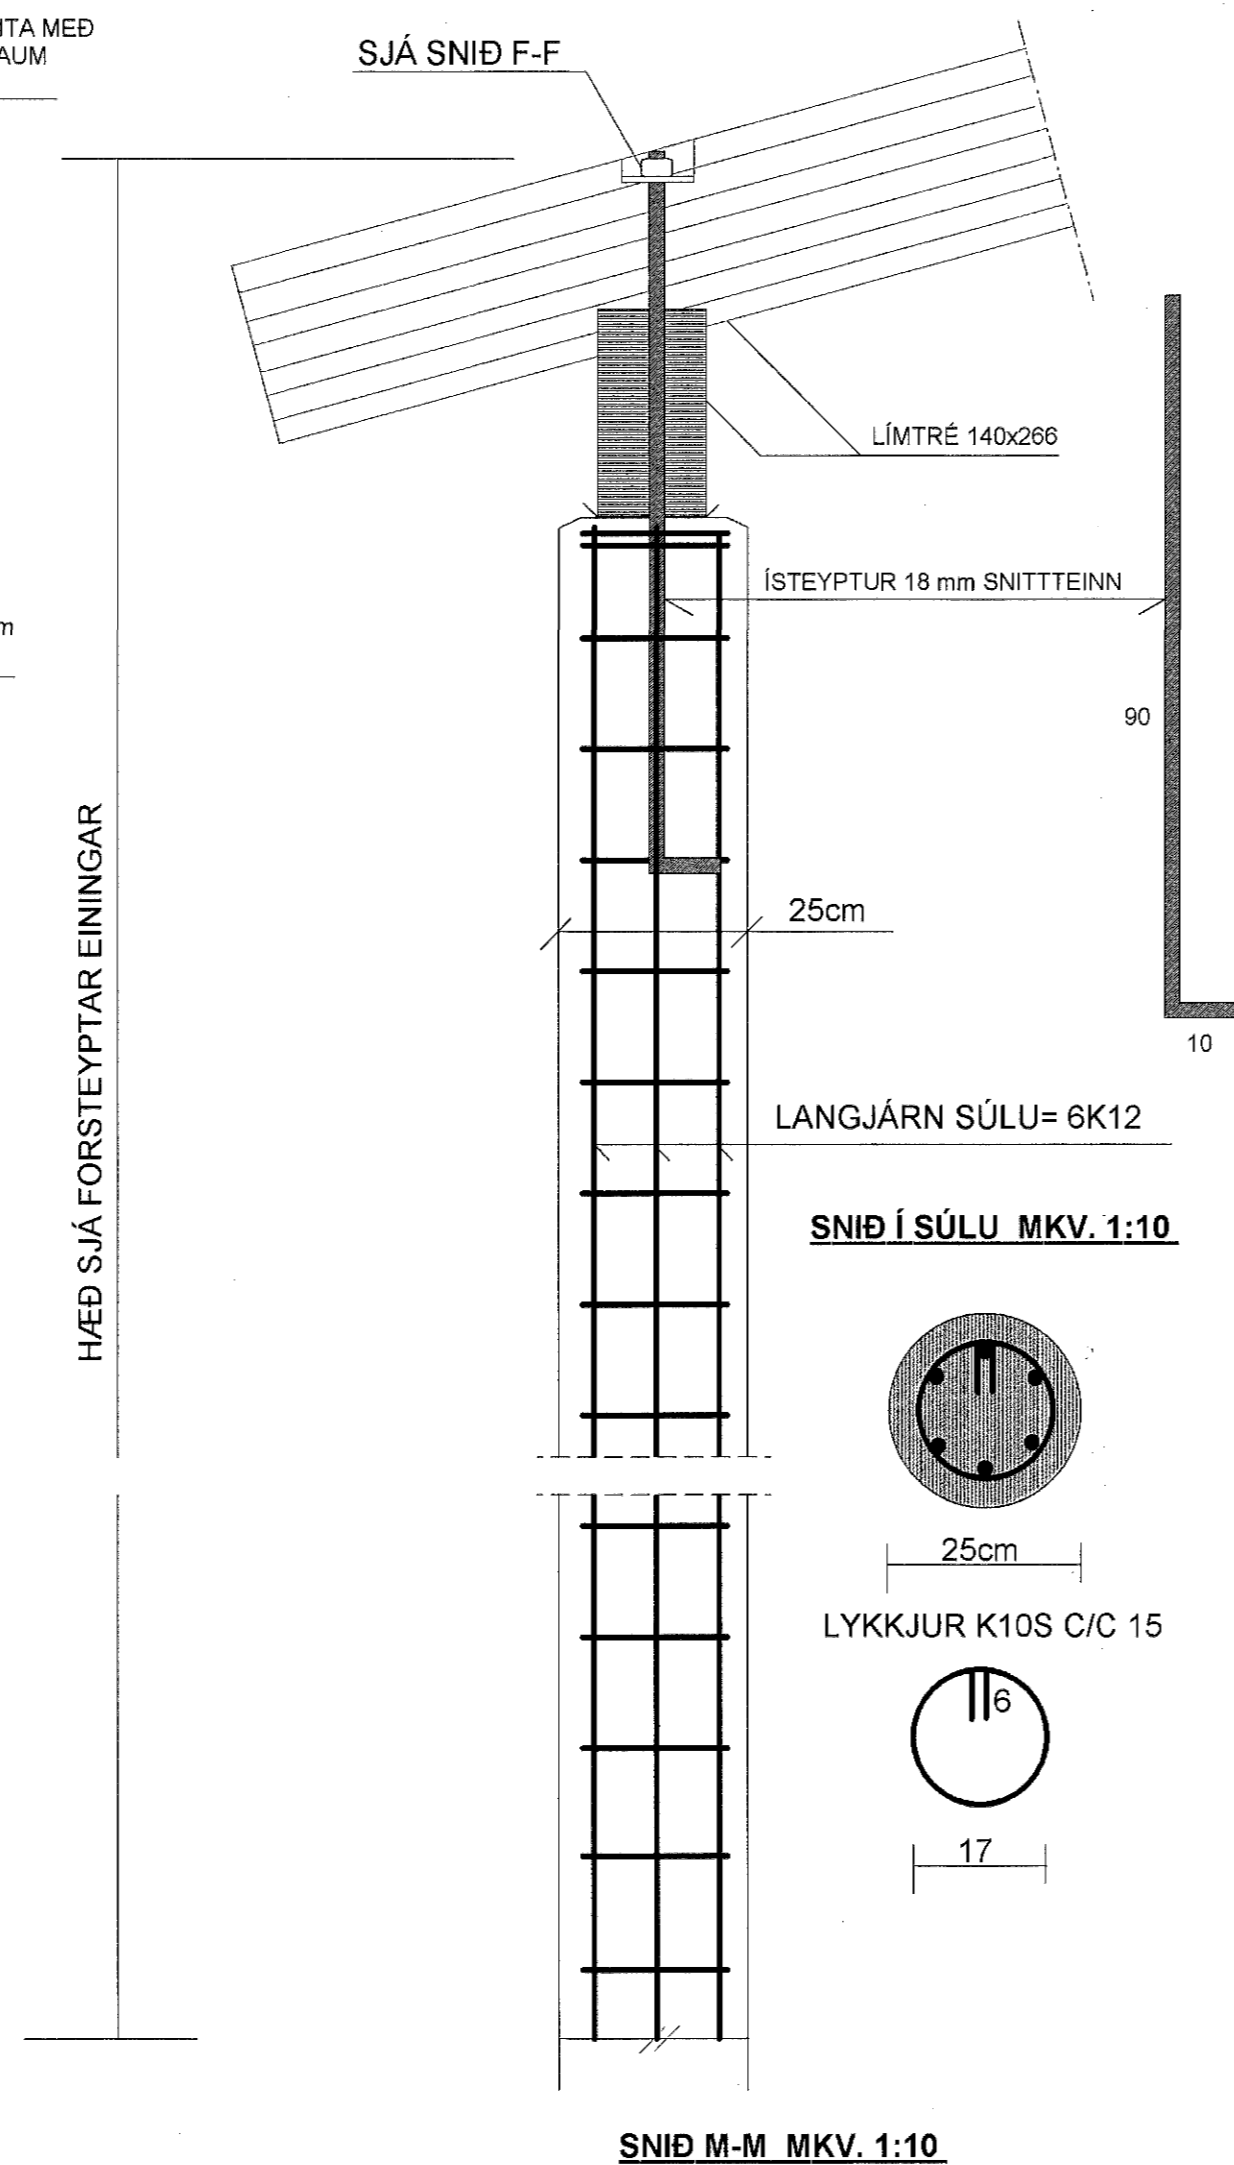 MEÐ
SJÁ SNIÐ F-F
LÍMTRÉ 140x266
ÍSTEYPTUR 18 mm SNITTTEINN
90
10
HÆÐ SJÁ FORSTEYPTAR EININGAR
25cm
LANGJÁRN SÚLU= 6K12
SNIÐ Í SÚLU MKV. 1:10
25cm
LYKKJUR K10S C/C 15
6
17
SNIÐ M-M MKV. 1:10